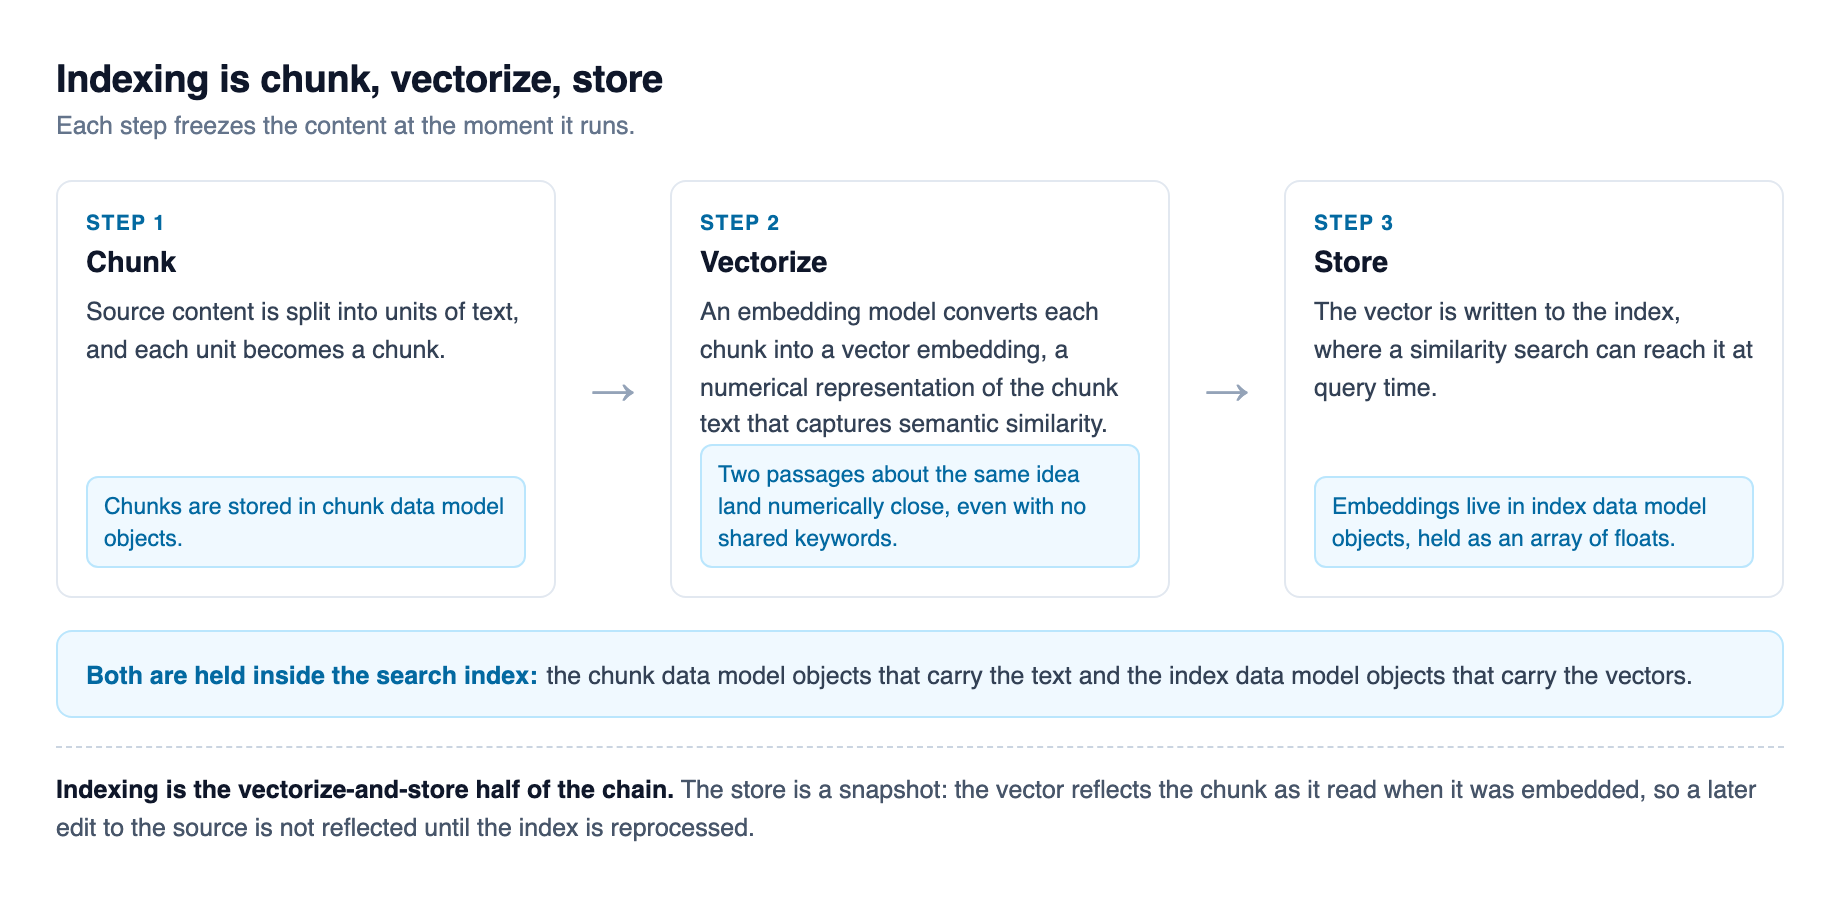 Indexing is chunk, vectorize, store
Each step freezes the content at the moment it runs.
STEP 1
Chunk
Source content is split into units of text,
and each unit becomes a chunk.
Chunks are stored in chunk data model
objects.
→
STEP 2
Vectorize
An embedding model converts each
chunk into a vector embedding, a
numerical representation of the chunk
text that captures semantic similarity.
Two passages about the same idea
land numerically close, even with no
shared keywords.
→
STEP 3
Store
The vector is written to the index,
where a similarity search can reach it at
query time.
Embeddings live in index data model
objects, held as an array of floats.
Both are held inside the search index: the chunk data model objects that carry the text and the index data model objects that carry the vectors.
Indexing is the vectorize-and-store half of the chain. The store is a snapshot: the vector reflects the chunk as it read when it was embedded, so a later
edit to the source is not reflected until the index is reprocessed.